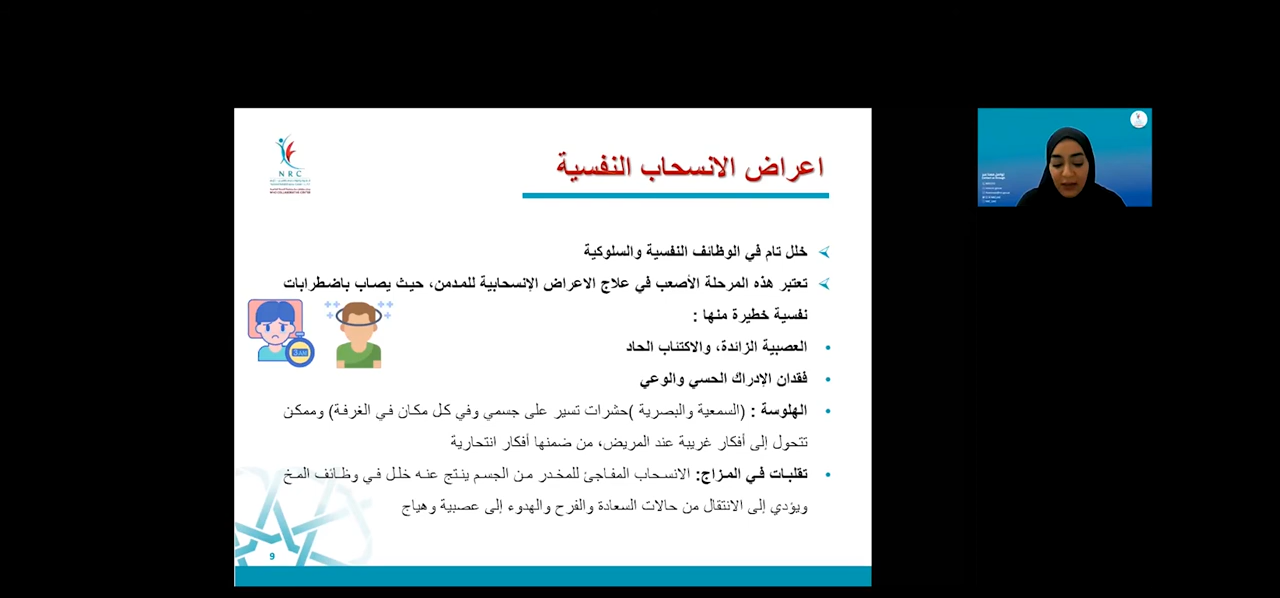 NRC
اعراض الانسحاب النفسية
خلل تام في الوظائف النفسية والسلوكية
تعتبر هذه المرحلة الأصعب في علاج الاعراض الإنسحابية للمدمن، حيث يصاب باضطرابات
نفسية خطيرة منها :
العصبية الزائدة، والاكتئاب الحاد
فقدان الإدراك الحسي والوعي
الهلوسة : (السمعية والبصرية )حشرات تسير على جسمي وفي كل مكان في الغرفة) وممكن
تتحول إلى أفكار غريبة عند المريض، من ضمنها أفكار انتحارية
تقلبات في المزاج: الانسحاب المفاجئ للمخدر من الجسم ينتج عنه خلل في وظائف المخ
ويؤدي إلى الانتقال من حالات السعادة والفرح والهدوء إلى عصبية وهياج
9